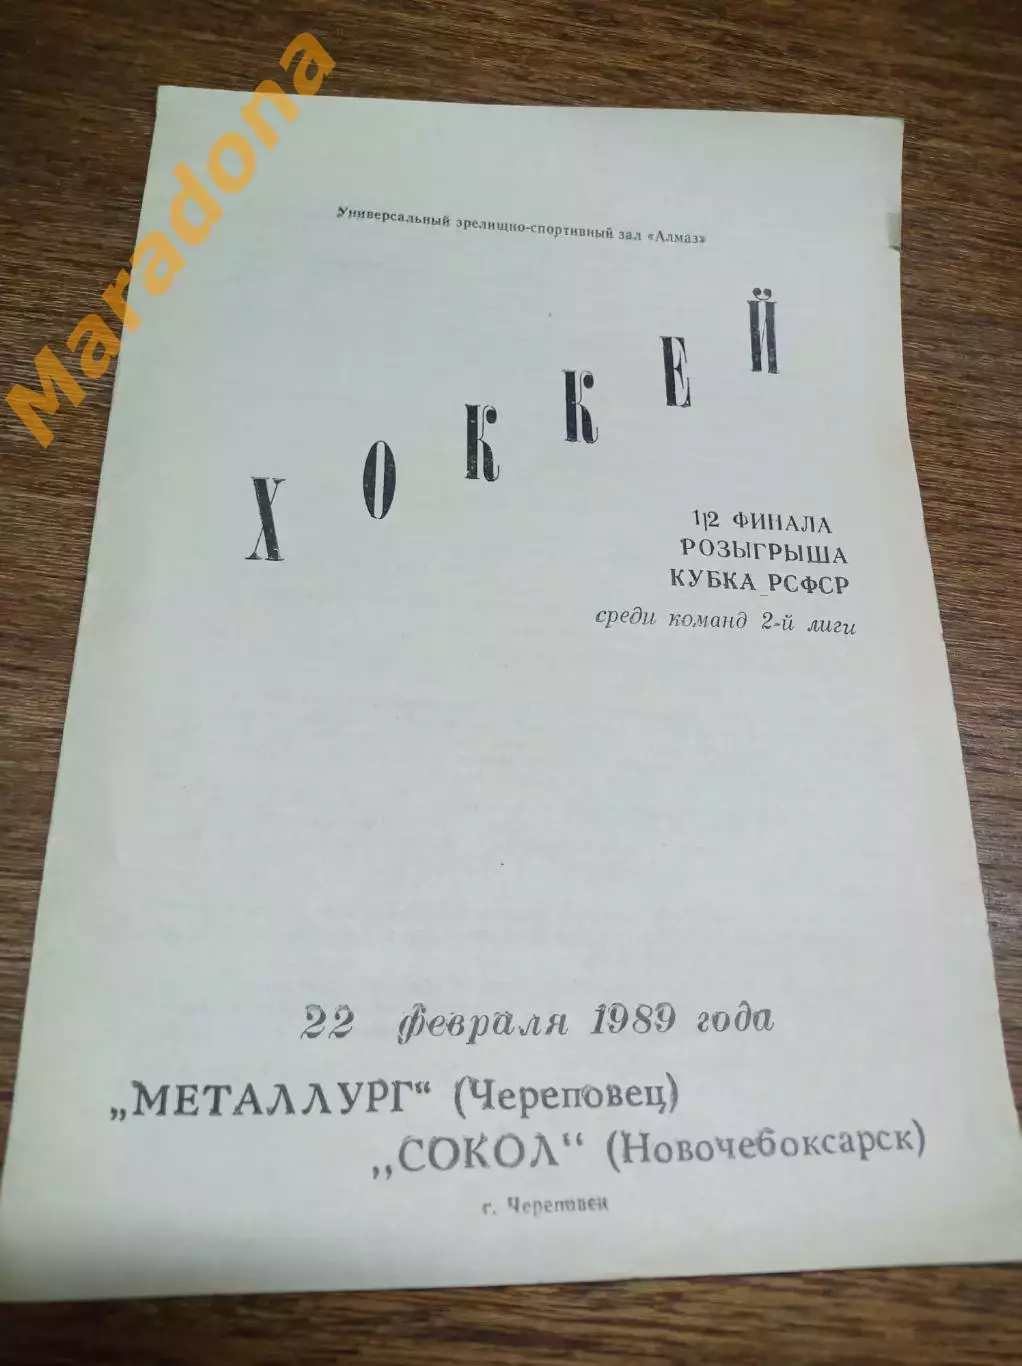 Maradona
Универсальный зрелищно-спортивный зал «Алмаз»
ХОККЕЙ
1|2 ФИНАЛА
РОЗЫГРЫША
КУБКА РСФСР
среди команд 2-й лиги
22 февраля 1989 года
„МЕТАЛЛУРГ“ (Череповец)
„СОКОЛ“ (Новочебоксарск)
г. Череповец